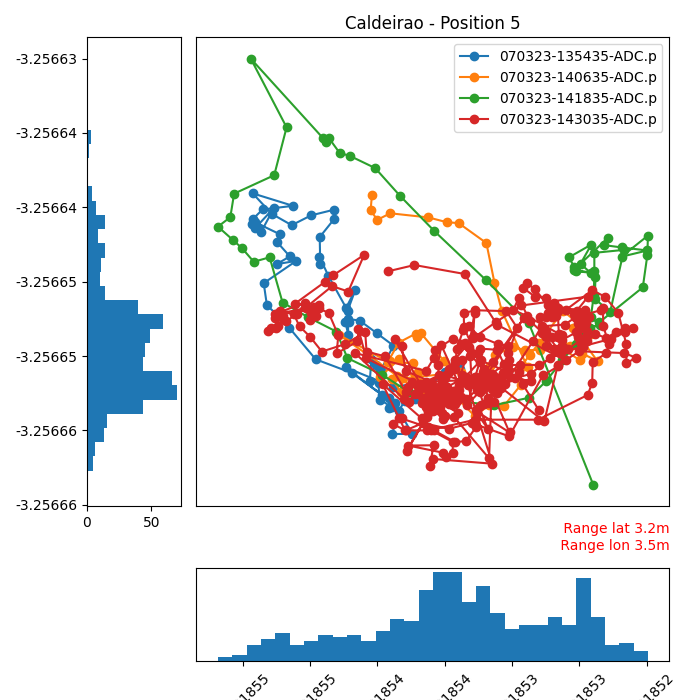 Caldeirao - Position 5
070323-135435-ADC.p
070323-140635-ADC.p
070323-141835-ADC.p
070323-143035-ADC.p
-3.25663
-3.25664
-3.25664
-3.25665
-3.25665
-3.25666
-3.25666
0 50
Range lat 3.2m
Range lon 3.5m
1855 1855 1854 1854 1853 1853 1852